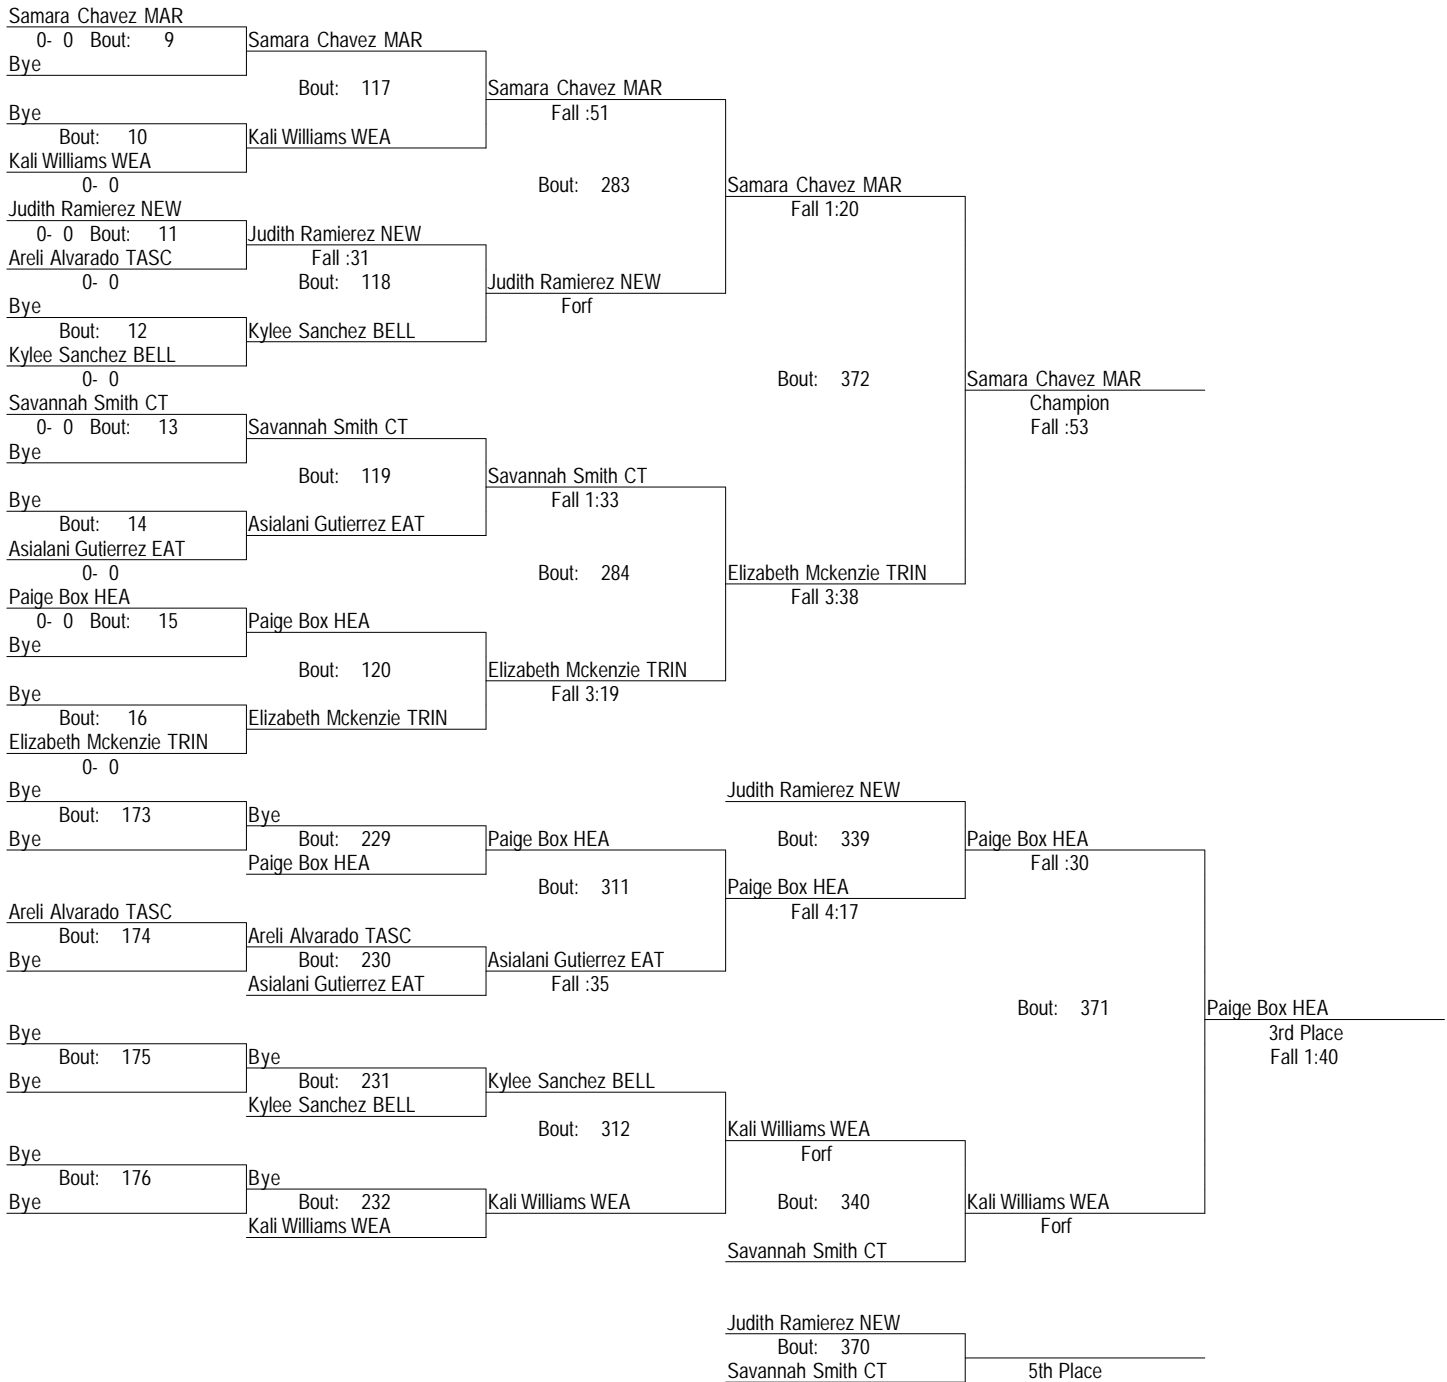 Samara Chavez MAR
0- 0 Bout: 9
Bye
Samara Chavez MAR
Bout: 117
Samara Chavez MAR
Fall :51
Bye
Bout: 10
Kali Williams WEA
Kali Williams WEA
0- 0
Bout: 283
Samara Chavez MAR
Fall 1:20
Judith Ramierez NEW
0- 0 Bout: 11
Judith Ramierez NEW
Areli Alvarado TASC
Fall :31
0- 0
Bout: 118
Judith Ramierez NEW
Forf
Bye
Bout: 12
Kylee Sanchez BELL
Kylee Sanchez BELL
0- 0
Bout: 372
Samara Chavez MAR
Champion
Fall :53
Savannah Smith CT
0- 0 Bout: 13
Savannah Smith CT
Bye
Bout: 119
Savannah Smith CT
Fall 1:33
Bye
Bout: 14
Asialani Gutierrez EAT
Asialani Gutierrez EAT
0- 0
Bout: 284
Elizabeth Mckenzie TRIN
Fall 3:38
Paige Box HEA
0- 0 Bout: 15
Paige Box HEA
Bye
Bout: 120
Elizabeth Mckenzie TRIN
Fall 3:19
Bye
Bout: 16
Elizabeth Mckenzie TRIN
Elizabeth Mckenzie TRIN
0- 0
Bye
Bout: 173
Bye
Bye
Bout: 229
Paige Box HEA
Paige Box HEA
Bout: 311
Judith Ramierez NEW
Bout: 339
Paige Box HEA
Fall :30
Paige Box HEA
Fall 4:17
Areli Alvarado TASC
Bout: 174
Bye
Areli Alvarado TASC
Bout: 230
Asialani Gutierrez EAT
Asialani Gutierrez EAT
Fall :35
Bout: 371
Paige Box HEA
3rd Place
Fall 1:40
Bye
Bout: 175
Bye
Bye
Bout: 231
Kylee Sanchez BELL
Kylee Sanchez BELL
Bout: 312
Kali Williams WEA
Forf
Bye
Bout: 176
Bye
Bye
Bout: 232
Kali Williams WEA
Kali Williams WEA
Bout: 340
Kali Williams WEA
Forf
Savannah Smith CT
Judith Ramierez NEW
Bout: 370
Savannah Smith CT
5th Place